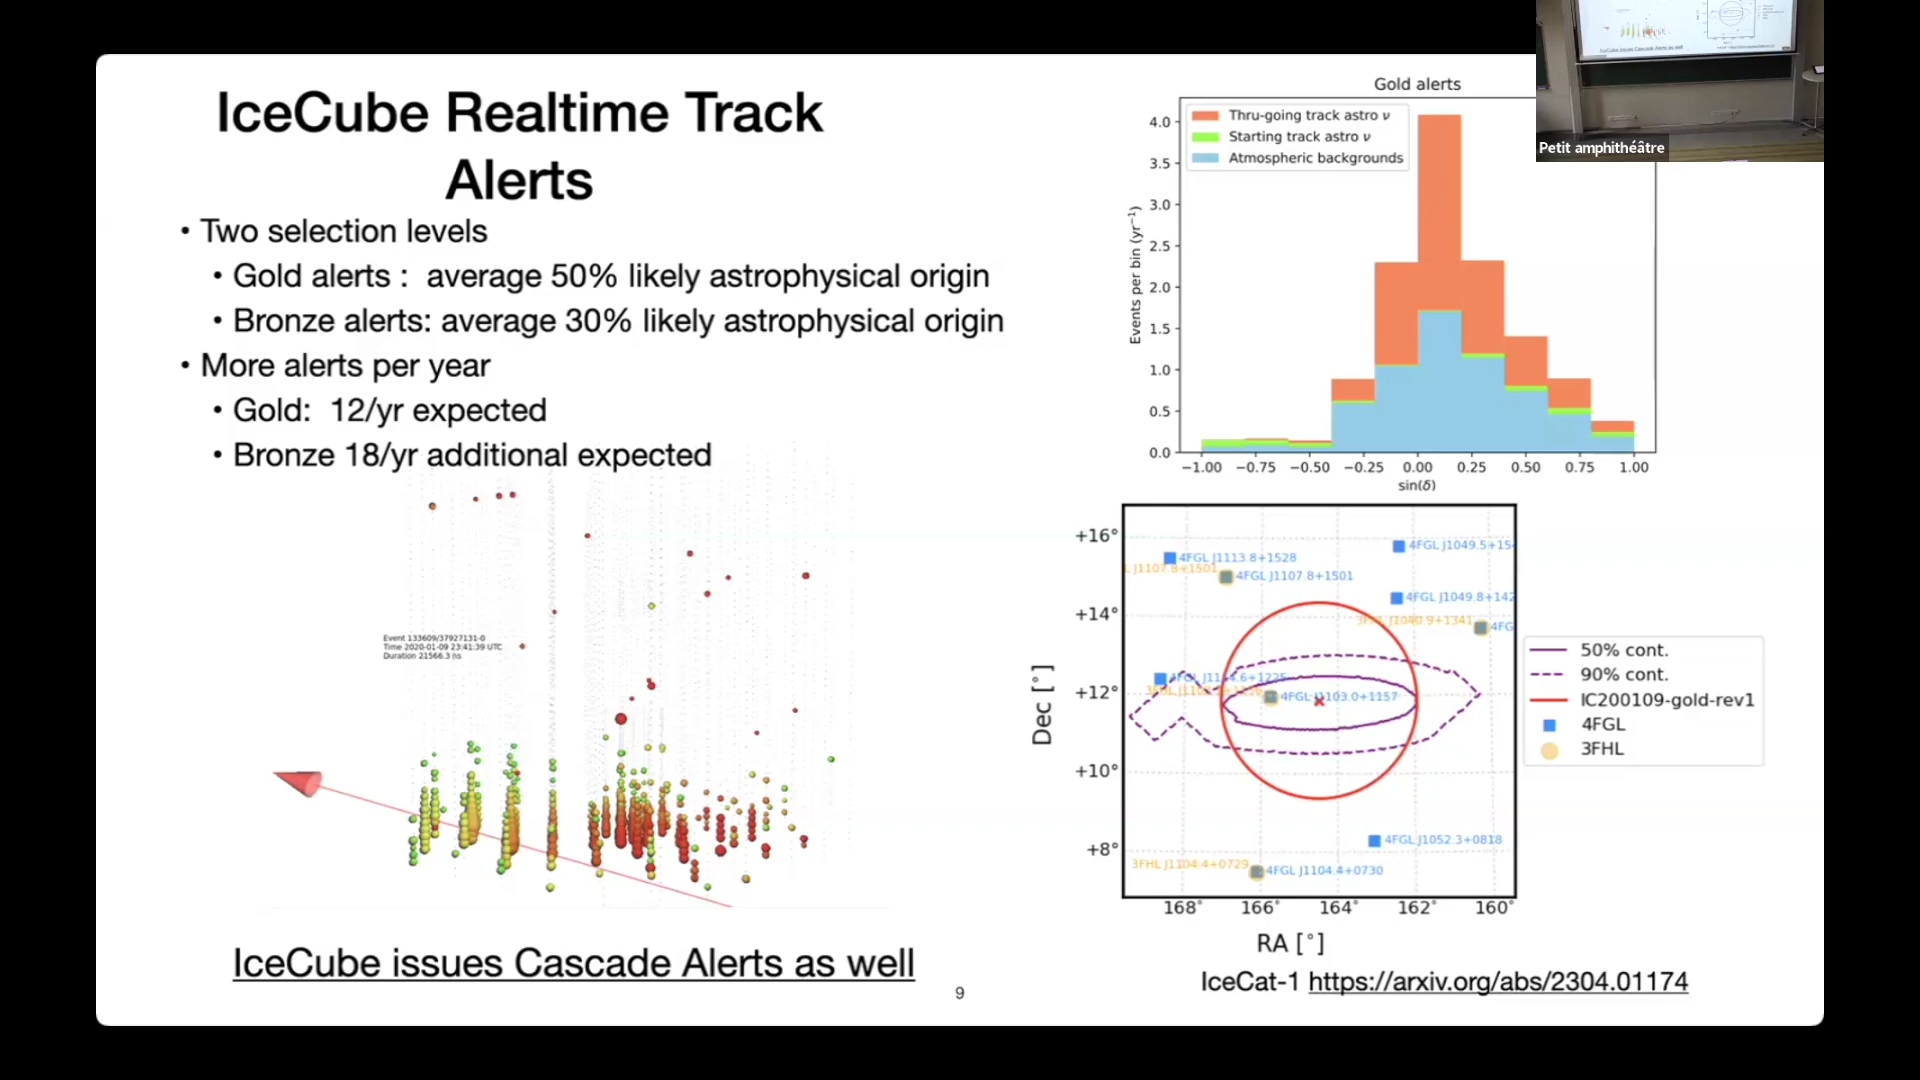 IceCube Realtime Track
Alerts
• Two selection levels
• Gold alerts : average 50% likely astrophysical origin
• Bronze alerts: average 30% likely astrophysical origin
• More alerts per year
• Gold: 12/yr expected
• Bronze 18/yr additional expected
Event 133609/37927131-0
Time 2020-01-09 23:41:39 UTC
Duration 21566.3 ns
IceCube issues Cascade Alerts as well
9
Gold alerts
Thru-going track astro ν
Starting track astro ν
Atmospheric backgrounds
Events per bin (yr⁻¹)
4.0
3.5
3.0
2.5
2.0
1.5
1.0
0.5
0.0
−1.00 −0.75 −0.50 −0.25 0.00 0.25 0.50 0.75 1.00
sin(δ)
Petit amphithéâtre
Dec [°]
+16°
+14°
+12°
+10°
+8°
4FGL J1049.5+15
4FGL J1113.8+1528
L J1107.8+1501
4FGL J1107.8+1501
4FGL J1049.8+142
3FHL J1040.9+1341
4FG
4FGL J1114.6+1225
4FGL J1103.0+1157
4FGL J1052.3+0818
3FHL J1104.4+0729
4FGL J1104.4+0730
168° 166° 164° 162° 160°
RA [°]
50% cont.
90% cont.
IC200109-gold-rev1
4FGL
3FHL
IceCat-1 https://arxiv.org/abs/2304.01174